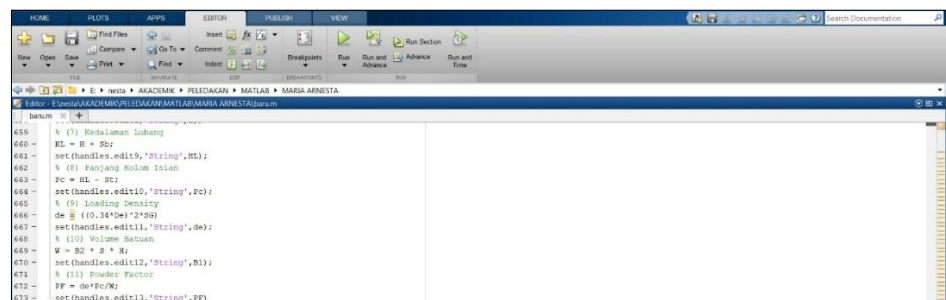 HOME PLOTS APPS EDITOR PUBLISH VIEW
Search Documentation
New Open Save Find Files Compare Print
Go To Find
Insert fx Comment Indent
Breakpoints
Run Run and Advance Run Section Advance Run and Time
FILE NAVIGATE EDIT BREAKPOINTS RUN
E: nesta AKADEMIK PELEDAKAN MATLAB MARIA ARNESTA
Editor - E:\nesta\AKADEMIK\PELEDAKAN\MATLAB\MARIA ARNESTA\baru.m
baru.m
659 % (7) Kedalaman Lubang
660 - HL = H + Sb;
661 - set(handles.edit9,'String',HL);
662 % (8) Panjang Kolom Isian
663 - Pc = HL - St;
664 - set(handles.edit10,'String',Pc);
665 % (9) Loading Density
666 - de = ((0.34*De)^2*SG)
667 - set(handles.edit11,'String',de);
668 % (10) Volume Batuan
669 - W = B2 * S * H;
670 - set(handles.edit12,'String',B1);
671 % (11) Powder Factor
672 - PF = de*Pc/W;
673 - set(handles.edit13,'String',PF)